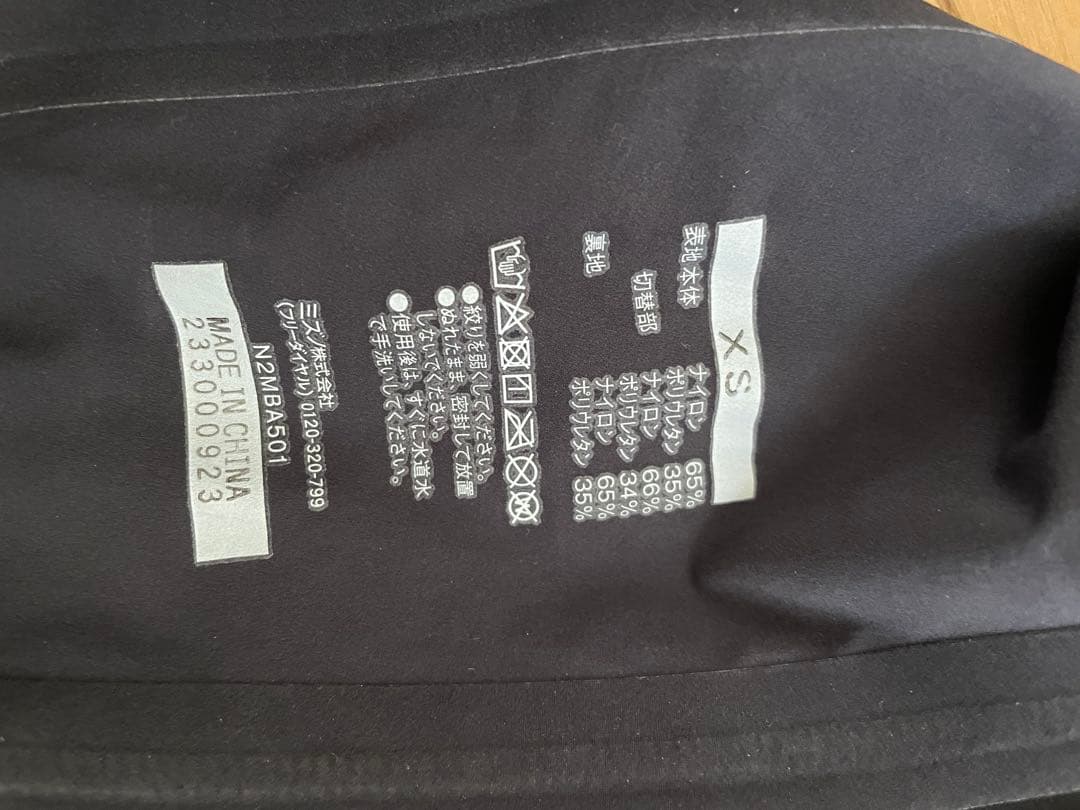 XS
表地 本体 ナイロン 65%
ポリウレタン 35%
切替部 ナイロン 66%
ポリウレタン 34%
裏地 ナイロン 65%
ポリウレタン 35%
●絞りを弱くしてください。
●ぬれたまま、密封して放置
しないでください。
●使用後は、すぐに水道水
で手洗いしてください。
ミズノ株式会社
(フリーダイヤル) 0120-320-799
N2MBA501
MADE IN CHINA
233000923